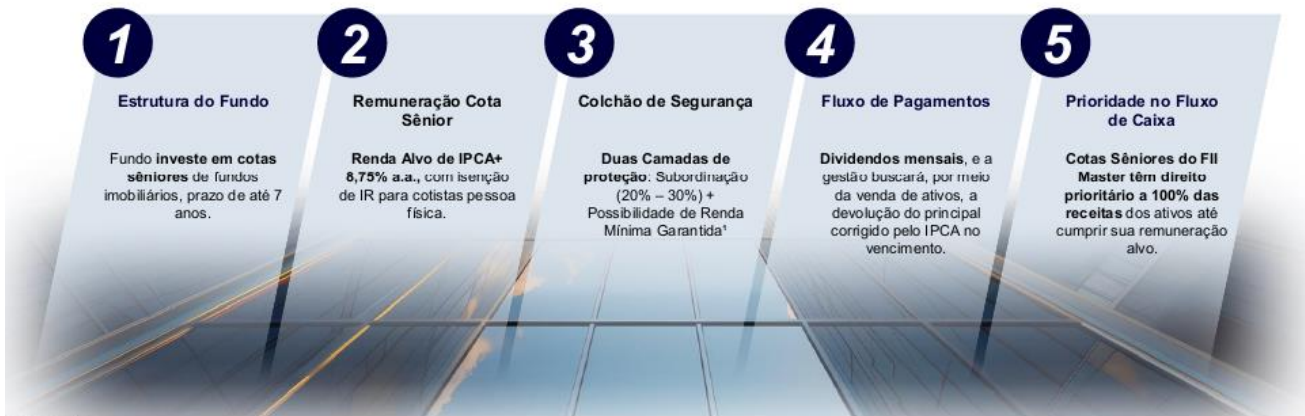 1
Estrutura do Fundo
Fundo investe em cotas
sêniores de fundos
imobiliários, prazo de até 7
anos.
2
Remuneração Cota
Sênior
Renda Alvo de IPCA+
8,75% a.a., com isenção
de IR para cotistas pessoa
física.
3
Colchão de Segurança
Duas Camadas de
proteção: Subordinação
(20% – 30%) +
Possibilidade de Renda
Mínima Garantida¹
4
Fluxo de Pagamentos
Dividendos mensais, e a
gestão buscará, por meio
da venda de ativos, a
devolução do principal
corrigido pelo IPCA no
vencimento.
5
Prioridade no Fluxo
de Caixa
Cotas Sêniores do FII
Master têm direito
prioritário a 100% das
receitas dos ativos até
cumprir sua remuneração
alvo.